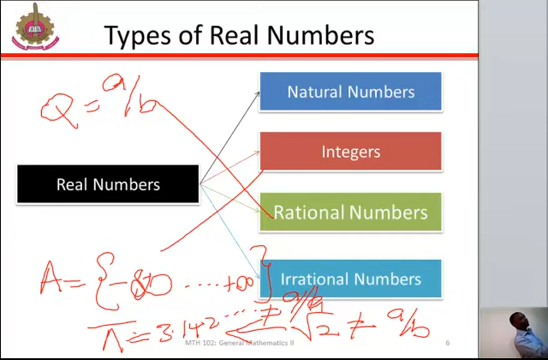 Types of Real Numbers
Q = a/b
Natural Numbers
Integers
Real Numbers
Rational Numbers
A = { -∞ ..... +∞ }
Irrational Numbers
π = 3.142 .... ≠ a/b
√2 ≠ a/b
MTH 102: General Mathematics II
6